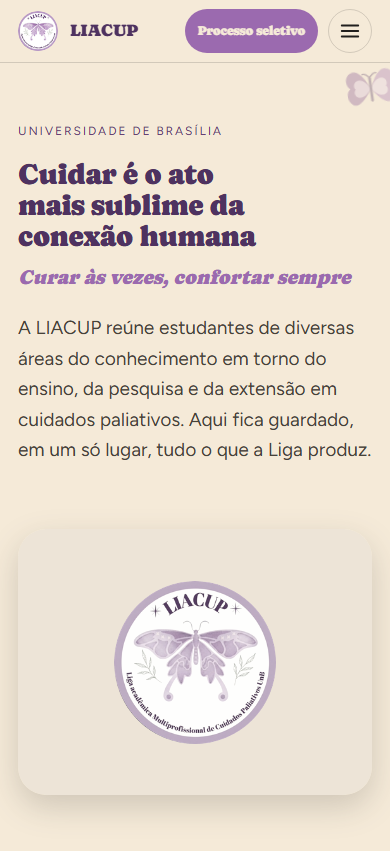 LIACUP
Processo seletivo
UNIVERSIDADE DE BRASÍLIA
Cuidar é o ato
mais sublime da
conexão humana
Curar às vezes, confortar sempre
A LIACUP reúne estudantes de diversas
áreas do conhecimento em torno do
ensino, da pesquisa e da extensão em
cuidados paliativos. Aqui fica guardado,
em um só lugar, tudo o que a Liga produz.
LIACUP
Liga acadêmica Multiprofissional de Cuidados Paliativos UnB